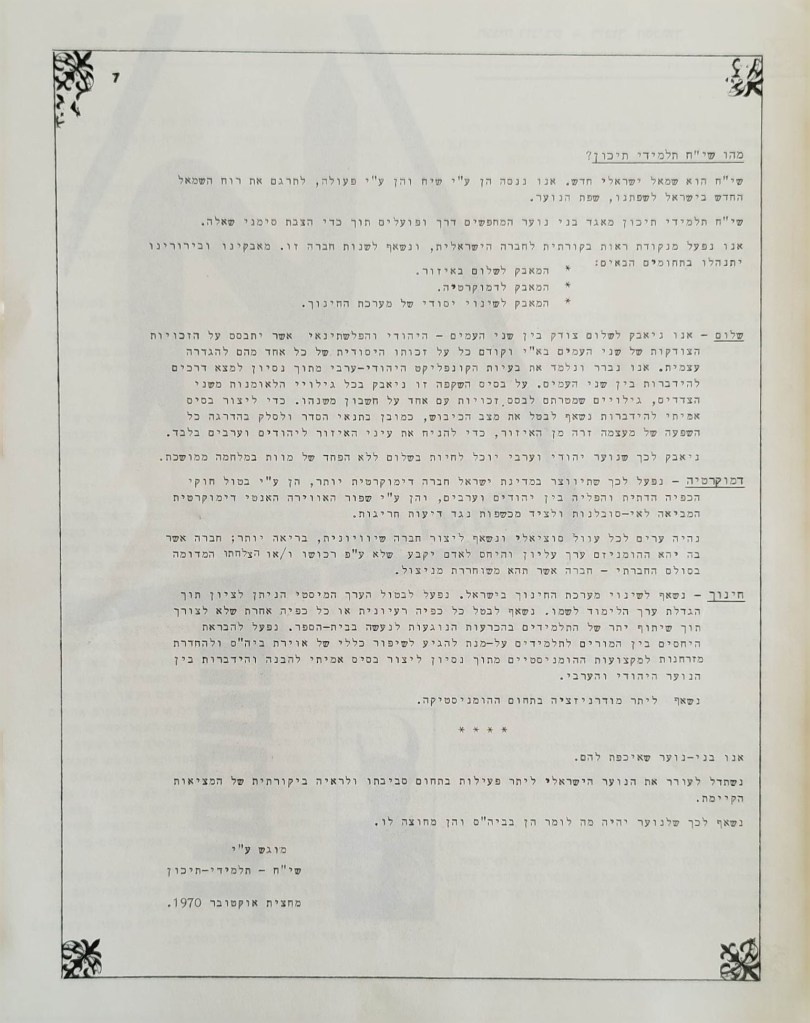 7
מהו שי"ח תלמידי תיכון?
שי"ח הוא שמאל ישראלי חדש. אנו ננסה הן ע"י שיח והן ע"י פעולה, לתרגם את רוח השמאל
החדש בישראל לשפתנו, שפת הנוער.
שי"ח תלמידי תיכון מאגד בני נוער המחפשים דרך ופועלים תוך כדי הצבת סימני שאלה.
אנו נפעל מנקודת ראות בקורתית לחברה הישראלית, ונשאף לשנות חברה זו. מאבקינו ובירורינו
יתנהלו בתחומים הבאים:
* המאבק לשלום באיזור.
* המאבק לדמוקרטיה.
* המאבק לשינוי יסודי של מערכת החינוך.
שלום - אנו ניאבק לשלום צודק בין שני העמים - היהודי והפלשתינאי אשר יתבסס על הזכויות
הצודקות של שני העמים בא"י וקודם כל על זכותו היסודית של כל אחד מהם להגדרה
עצמית. אנו נברר ונלמד את בעיות הקונפליקט היהודי-ערבי מתוך נסיון למצא דרכים
להידברות בין שני העמים. על בסיס השקפה זו ניאבק בכל גילויי הלאומנות משני
הצדדים, גילויים שמטרתם לבסס זכויות עם אחד על חשבון משנהו. כדי ליצור בסיס
אמיתי להידברות נשאף לבטל את מצב הכיבוש, כמובן בתנאי הסדר ולסלק בהדרגה כל
השפעה של מעצמה זרה מן האיזור, כדי להניח את עיני האיזור ליהודים וערבים בלבד.
ניאבק לכך שנוער יהודי וערבי יוכל לחיות בשלום ללא הפחד של מוות במלחמה ממושכת.
דמוקרטיה - נפעל לכך שתיווצר במדינת ישראל חברה דימוקרטית יותר, הן ע"י בטול חוקי
הכפיה הדתית והפליה בין יהודים וערבים, והן ע"י שפור האווירה האנטי דימוקרטית
המביאה לאי-סובלנות ולציד מכשפות נגד דיעות חריגות.
נהיה ערים לכל עוול סוציאלי ונשאף ליצור חברה שיוויונית, בריאה יותר; חברה אשר
בה יהא ההומניזם ערך עליון והיחס לאדם יקבע שלא ע"פ רכושו ו/או הצלחתו המדומה
בסולם החברתי - חברה אשר תהא משוחררת מניצול.
חינוך - נשאף לשינוי מערכת החינוך בישראל. נפעל לבטול הערך המיסטי הניתן לציון תוך
הגדלת ערך הלימוד לשמו. נשאף לבטל כל כפיה רעיונית או כל כפיה אחרת שלא לצורך
תוך שיתוף יתר של התלמידים בהכרעות הנוגעות לנעשה בבית-הספר. נפעל להבראת
היחסים בין המורים לתלמידים על-מנת להגיע לשיפור כללי של אוירת ביה"ס ולהחדרת
מזרחנות למקצועות ההומניסטיים מתוך נסיון ליצור בסיס אמיתי להבנה והידברות בין
הנוער היהודי והערבי.
נשאף ליתר מודרניזציה בתחום ההומניסטיקה.
* * * *
אנו בני-נוער שאיכפת להם.
נשתדל לעורר את הנוער הישראלי ליתר פעילות בתחום סביבתו ולראיה ביקורתית של המציאות
הקיימת.
נשאף לכך שלנוער יהיה מה לומר הן בביה"ס והן מחוצה לו.
מוגש ע"י
שי"ח - תלמידי-תיכון
מחצית אוקטובר 1970.